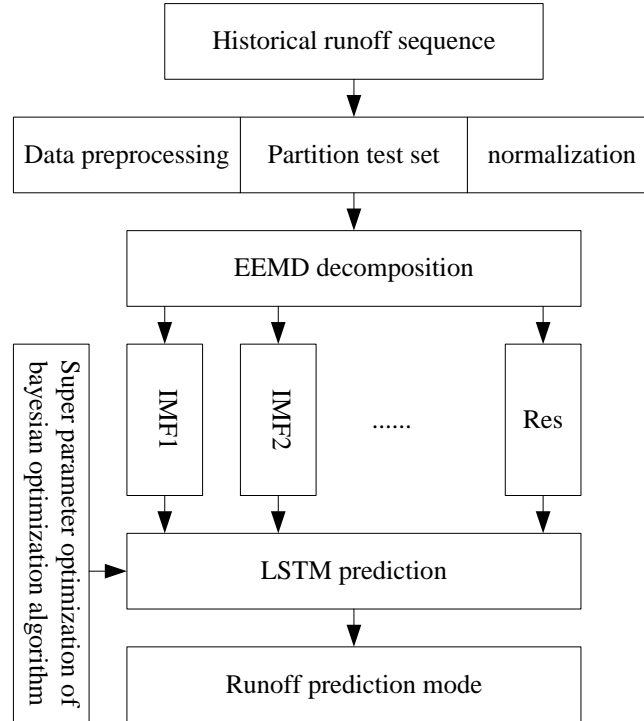 Historical runoff sequence
Data preprocessing
Partition test set
normalization
EEMD decomposition
IMF1
IMF2
......
Res
Super parameter optimization of
bayesian optimization algorithm
LSTM prediction
Runoff prediction mode